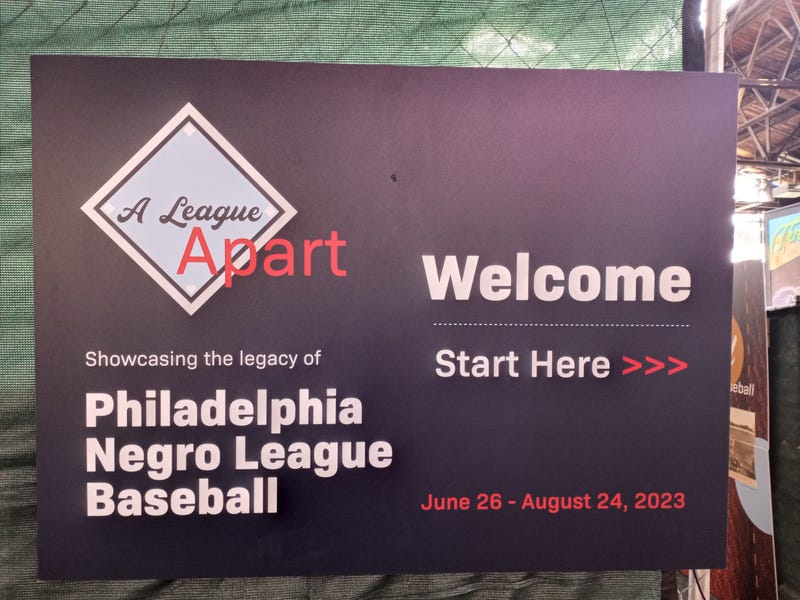 A League
Apart
Showcasing the legacy of
Philadelphia
Negro League
Baseball
Welcome
Start Here >>>
June 26 - August 24, 2023